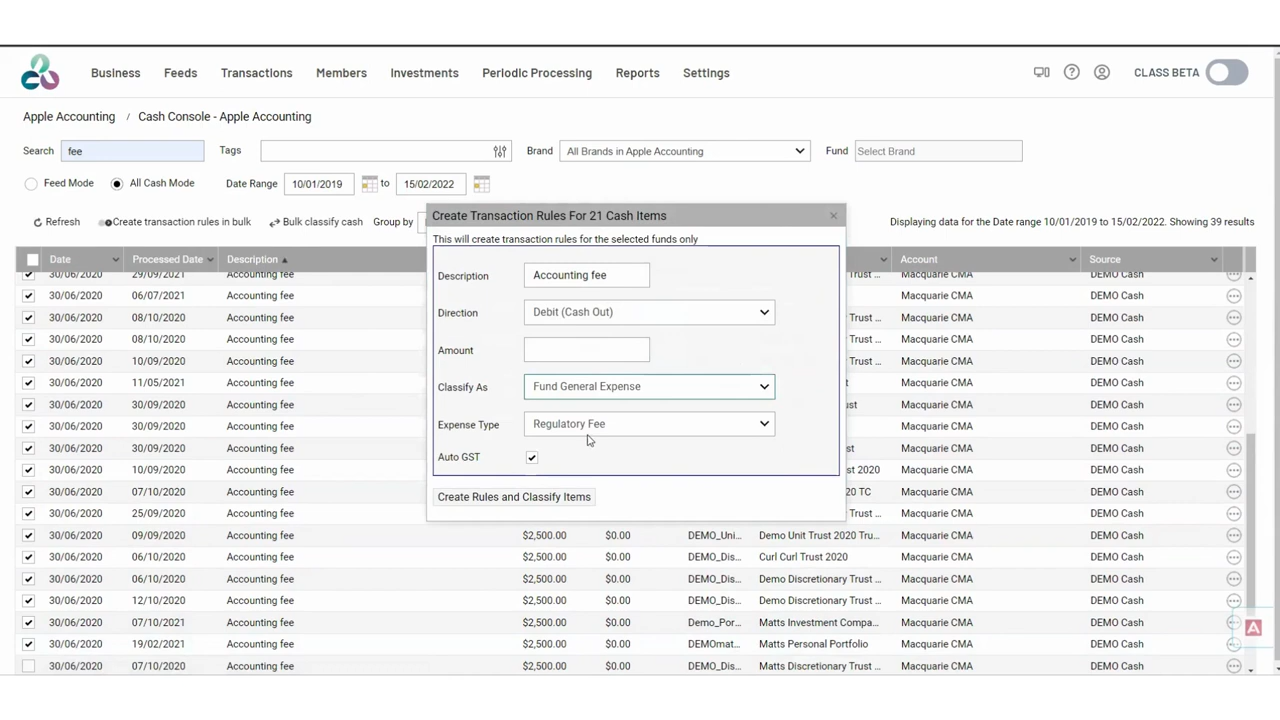 Business Feeds Transactions Members Investments Periodic Processing Reports Settings CLASS BETA
Apple Accounting / Cash Console - Apple Accounting
Search fee Tags Brand All Brands in Apple Accounting Fund Select Brand
Feed Mode All Cash Mode Date Range 10/01/2019 to 15/02/2022
Refresh Create transaction rules in bulk Bulk classify cash Group by Displaying data for the Date range 10/01/2019 to 15/02/2022. Showing 39 results
Create Transaction Rules For 21 Cash Items
This will create transaction rules for the selected funds only
Description Accounting fee
Direction Debit (Cash Out)
Amount
Classify As Fund General Expense
Expense Type Regulatory Fee
Auto GST
Create Rules and Classify Items
Date Processed Date Description Account Source
30/06/2020 29/09/2021 Accounting fee Trust ... Macquarie CMA DEMO Cash
30/06/2020 06/07/2021 Accounting fee Macquarie CMA DEMO Cash
30/06/2020 08/10/2020 Accounting fee Trust ... Macquarie CMA DEMO Cash
30/06/2020 08/10/2020 Accounting fee Macquarie CMA DEMO Cash
30/06/2020 10/09/2020 Accounting fee Trust ... Macquarie CMA DEMO Cash
30/06/2020 11/05/2021 Accounting fee Macquarie CMA DEMO Cash
30/06/2020 30/09/2020 Accounting fee Macquarie CMA DEMO Cash
30/06/2020 30/09/2020 Accounting fee Macquarie CMA DEMO Cash
30/06/2020 30/09/2020 Accounting fee Macquarie CMA DEMO Cash
30/06/2020 10/09/2020 Accounting fee 2020 Macquarie CMA DEMO Cash
30/06/2020 07/10/2020 Accounting fee 2020 TC Macquarie CMA DEMO Cash
30/06/2020 25/09/2020 Accounting fee Macquarie CMA DEMO Cash
30/06/2020 09/09/2020 Accounting fee $2,500.00 $0.00 DEMO_Uni... Demo Unit Trust 2020 Tru... Macquarie CMA DEMO Cash
30/06/2020 06/10/2020 Accounting fee $2,500.00 $0.00 DEMO_Dis... Curl Curl Trust 2020 Macquarie CMA DEMO Cash
30/06/2020 06/10/2020 Accounting fee $2,500.00 $0.00 DEMO_Dis... Demo Discretionary Trust ... Macquarie CMA DEMO Cash
30/06/2020 12/10/2020 Accounting fee $2,500.00 $0.00 DEMO_Dis... Demo Discretionary Trust ... Macquarie CMA DEMO Cash
30/06/2020 07/10/2021 Accounting fee $2,500.00 $0.00 Demo_Por... Matts Investment Compa... Macquarie CMA DEMO Cash
30/06/2020 19/02/2021 Accounting fee $2,500.00 $0.00 DEMOmat... Matts Personal Portfolio Macquarie CMA DEMO Cash
30/06/2020 07/10/2020 Accounting fee $2,500.00 $0.00 DEMO_Dis... Matts Discretionary Trust ... Macquarie CMA DEMO Cash